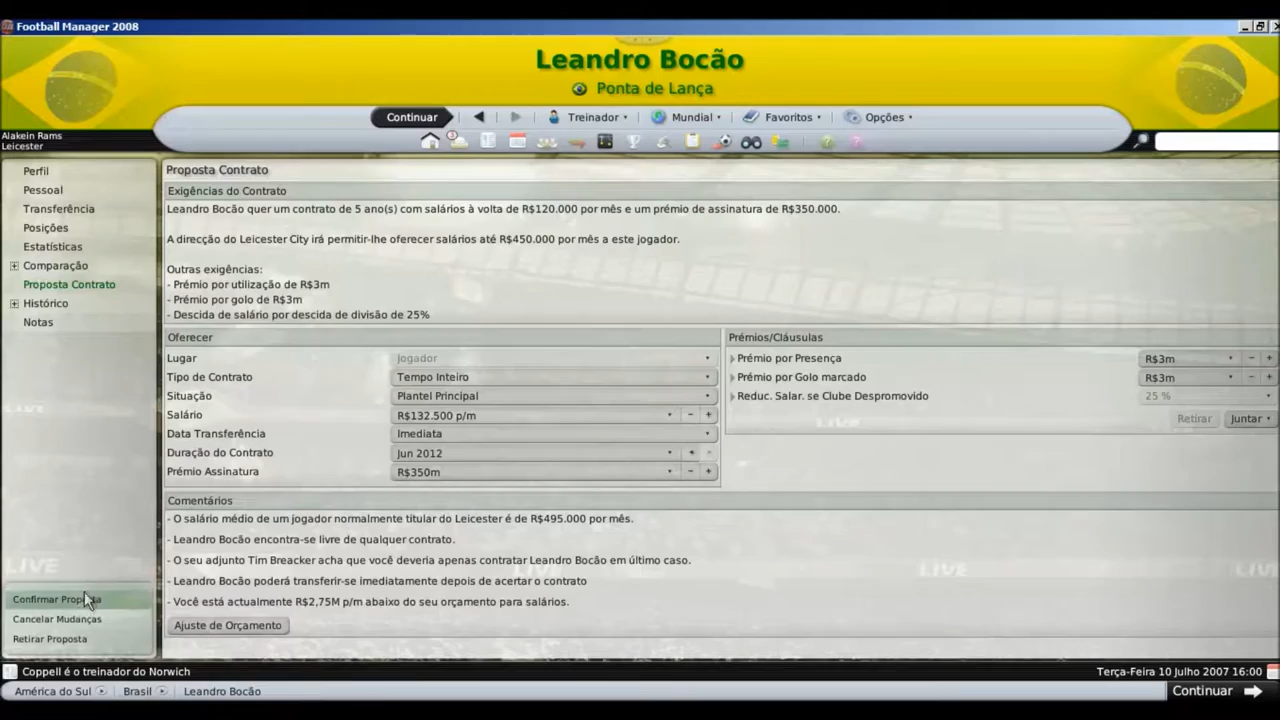 Football Manager 2008
Leandro Bocão
Ponta de Lança
Continuar
Treinador
Mundial
Favoritos
Opções
Alakein Rams
Leicester
Perfil
Pessoal
Transferência
Posições
Estatísticas
Comparação
Proposta Contrato
Histórico
Notas
Proposta Contrato
Exigências do Contrato
Leandro Bocão quer um contrato de 5 ano(s) com salários à volta de R$120.000 por mês e um prémio de assinatura de R$350.000.
A direcção do Leicester City irá permitir-lhe oferecer salários até R$450.000 por mês a este jogador.
Outras exigências:
- Prémio por utilização de R$3m
- Prémio por golo de R$3m
- Descida de salário por descida de divisão de 25%
Oferecer
Lugar Jogador
Tipo de Contrato Tempo Inteiro
Situação Plantel Principal
Salário R$132.500 p/m
Data Transferência Imediata
Duração do Contrato Jun 2012
Prémio Assinatura R$350m
Prémios/Cláusulas
Prémio por Presença R$3m
Prémio por Golo marcado R$3m
Reduc. Salar. se Clube Despromovido 25 %
Retirar Juntar
Comentários
- O salário médio de um jogador normalmente titular do Leicester é de R$495.000 por mês.
- Leandro Bocão encontra-se livre de qualquer contrato.
- O seu adjunto Tim Breacker acha que você deveria apenas contratar Leandro Bocão em último caso.
- Leandro Bocão poderá transferir-se imediatamente depois de acertar o contrato
- Você está actualmente R$2,75M p/m abaixo do seu orçamento para salários.
Ajuste de Orçamento
LIVE
LIVE
LIVE
LIVE
Confirmar Proposta
Cancelar Mudanças
Retirar Proposta
Coppell é o treinador do Norwich
Terça-Feira 10 Julho 2007 16:00
América do Sul
Brasil
Leandro Bocão
Continuar